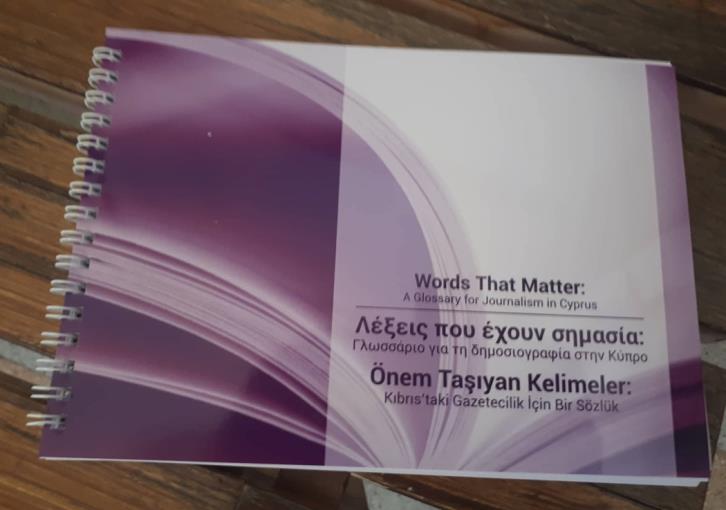 Words That Matter:
A Glossary for Journalism in Cyprus
Λέξεις που έχουν σημασία:
Γλωσσάριο για τη δημοσιογραφία στην Κύπρο
Önem Taşıyan Kelimeler:
Kıbrıs'taki Gazetecilik İçin Bir Sözlük